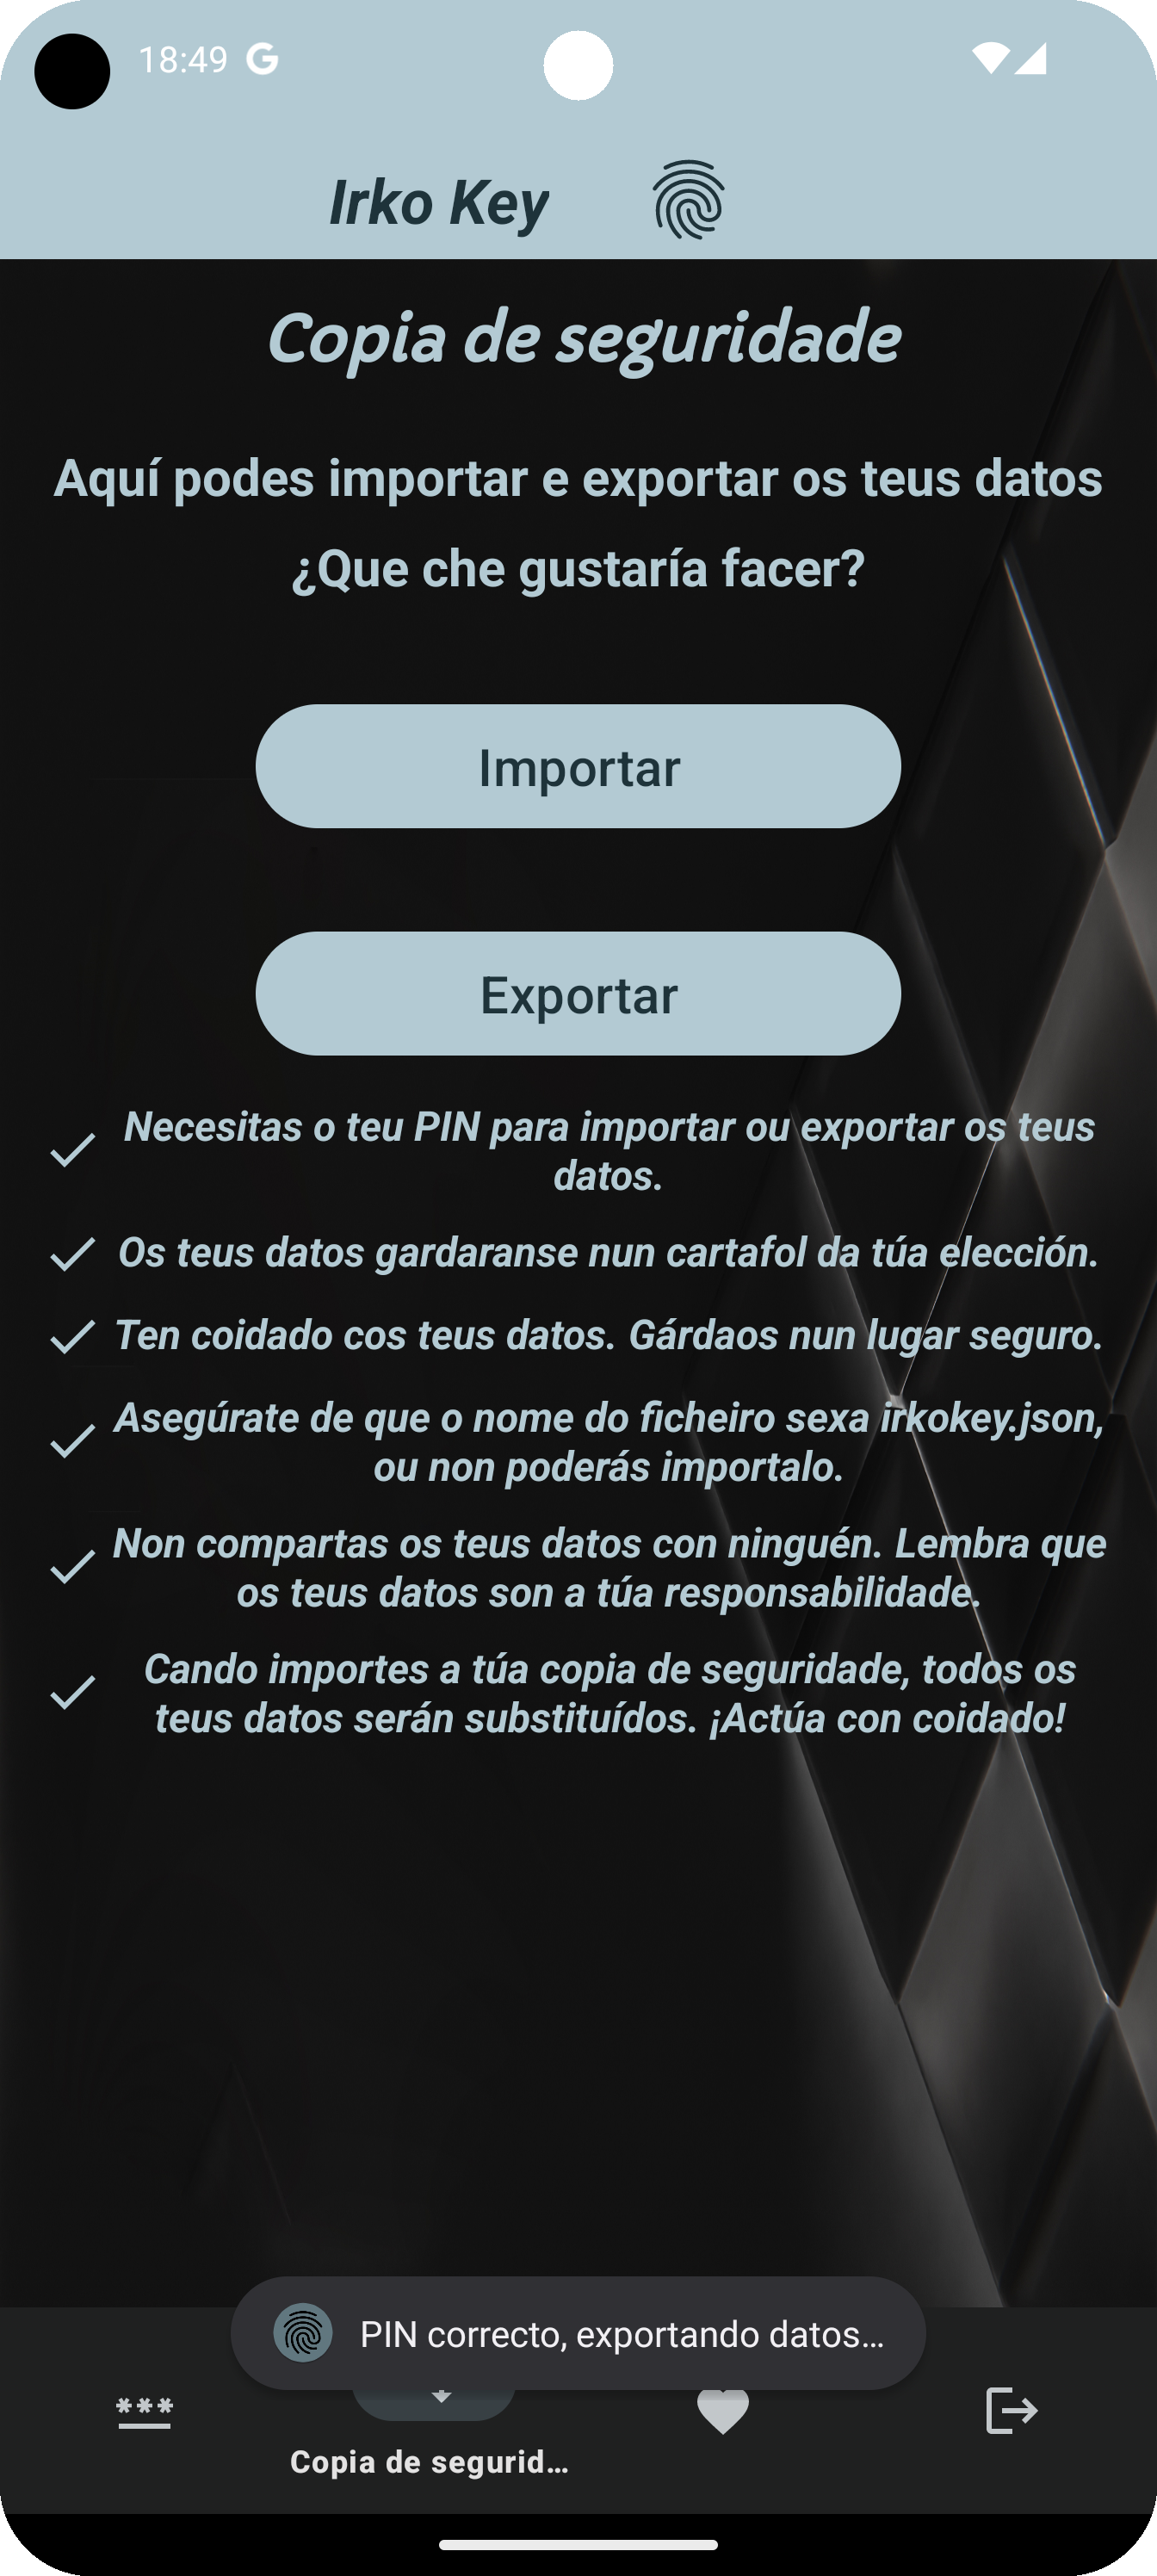 18:49
Irko Key
Copia de seguridade
Aquí podes importar e exportar os teus datos
¿Que che gustaría facer?
Importar
Exportar
Necesitas o teu PIN para importar ou exportar os teus
datos.
Os teus datos gardaranse nun cartafol da túa elección.
Ten coidado cos teus datos. Gárdaos nun lugar seguro.
Asegúrate de que o nome do ficheiro sexa irkokey.json,
ou non poderás importalo.
Non compartas os teus datos con ninguén. Lembra que
os teus datos son a túa responsabilidade.
Cando importes a túa copia de seguridade, todos os
teus datos serán substituídos. ¡Actúa con coidado!
PIN correcto, exportando datos...
Copia de segurid...